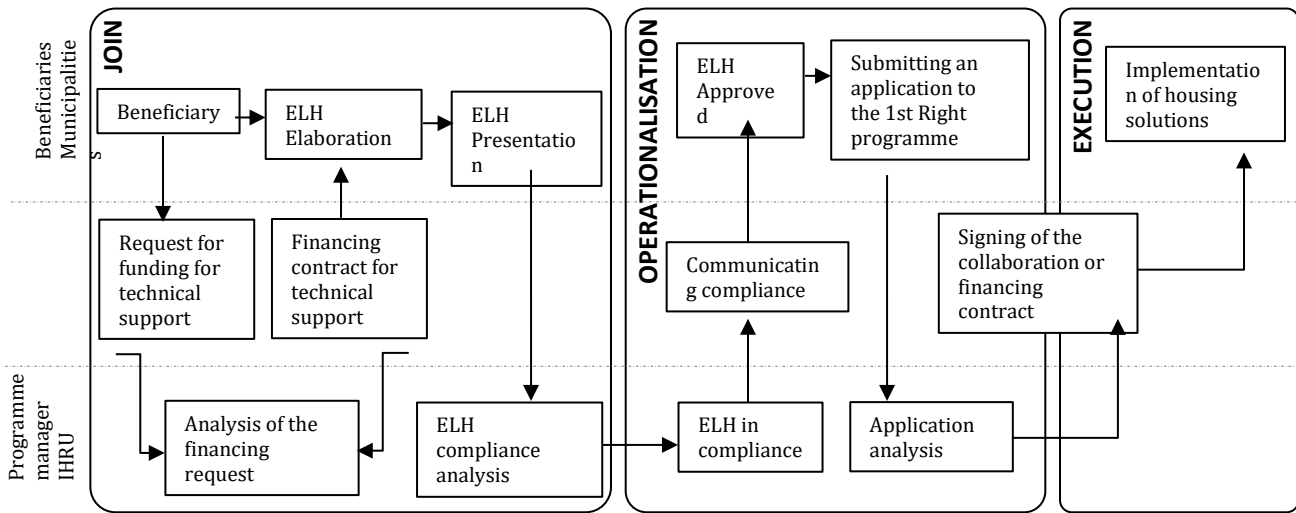 Beneficiaries
Municipalitie
s
JOIN
Beneficiary
ELH
Elaboration
ELH
Presentatio
n
Request for
funding for
technical
support
Financing
contract for
technical
support
Programme
manager
IHRU
Analysis of the
financing
request
ELH
compliance
analysis
OPERATIONALISATION
ELH
Approve
d
Submitting an
application to
the 1st Right
programme
Communicatin
g compliance
ELH in
compliance
Application
analysis
EXECUTION
Implementatio
n of housing
solutions
Signing of the
collaboration or
financing
contract